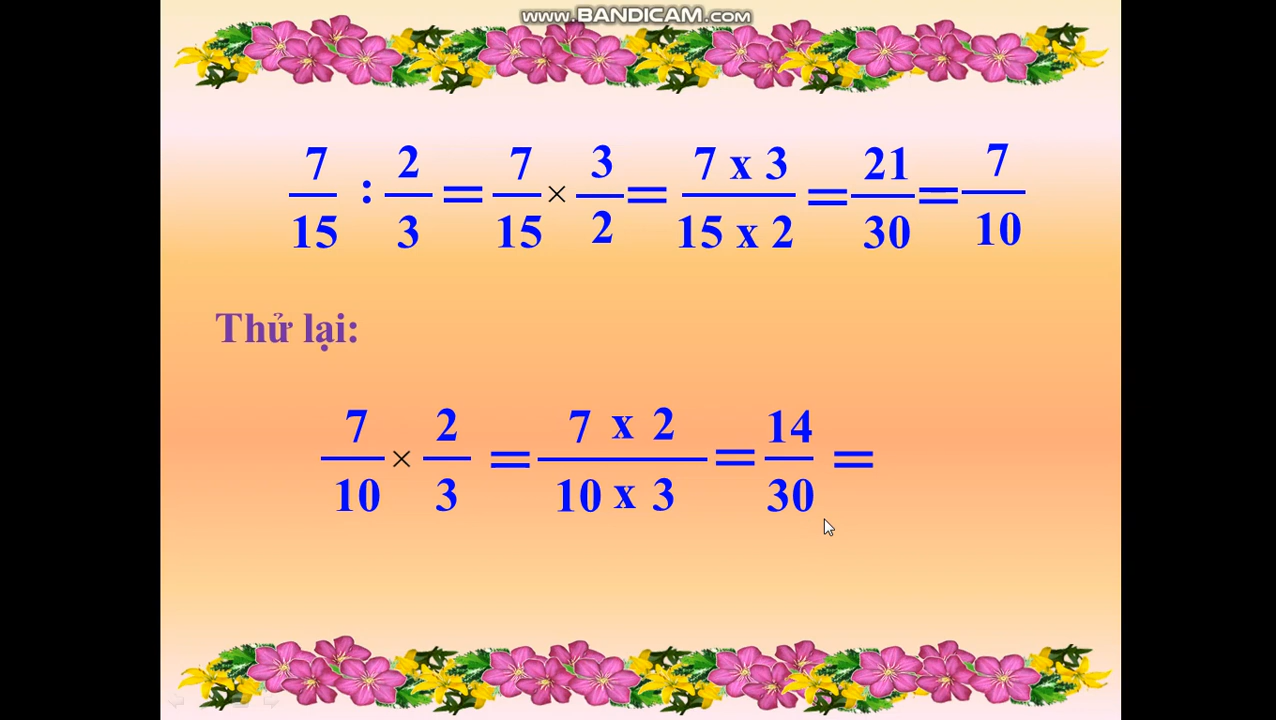 www.BANDICAM.com
7/15 : 2/3 = 7/15 × 3/2 = 7 x 3/15 x 2 = 21/30 = 7/10
Thử lại:
7/10 × 2/3 = 7 x 2/10 x 3 = 14/30 =